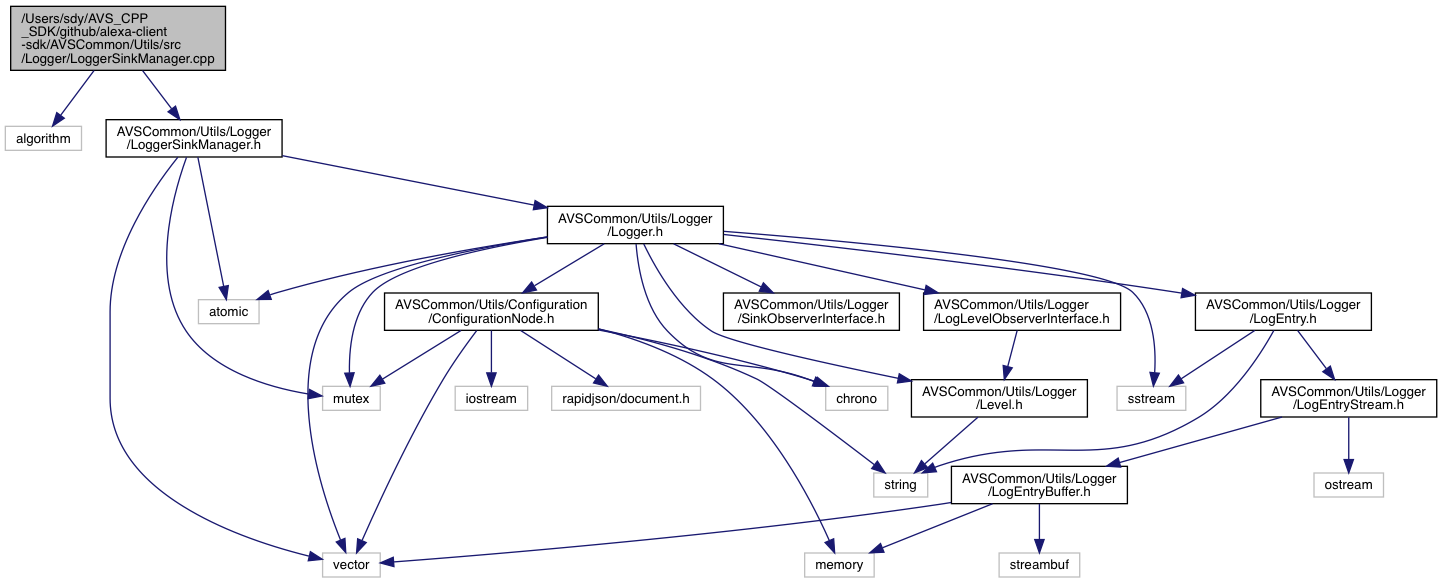 /Users/sdy/AVS_CPP
_SDK/github/alexa-client
-sdk/AVSCommon/Utils/src
/Logger/LoggerSinkManager.cpp
algorithm
AVSCommon/Utils/Logger
/LoggerSinkManager.h
AVSCommon/Utils/Logger
/Logger.h
atomic
AVSCommon/Utils/Configuration
/ConfigurationNode.h
AVSCommon/Utils/Logger
/SinkObserverInterface.h
AVSCommon/Utils/Logger
/LogLevelObserverInterface.h
AVSCommon/Utils/Logger
/LogEntry.h
mutex
iostream
rapidjson/document.h
chrono
AVSCommon/Utils/Logger
/Level.h
sstream
AVSCommon/Utils/Logger
/LogEntryStream.h
string
AVSCommon/Utils/Logger
/LogEntryBuffer.h
ostream
vector
memory
streambuf